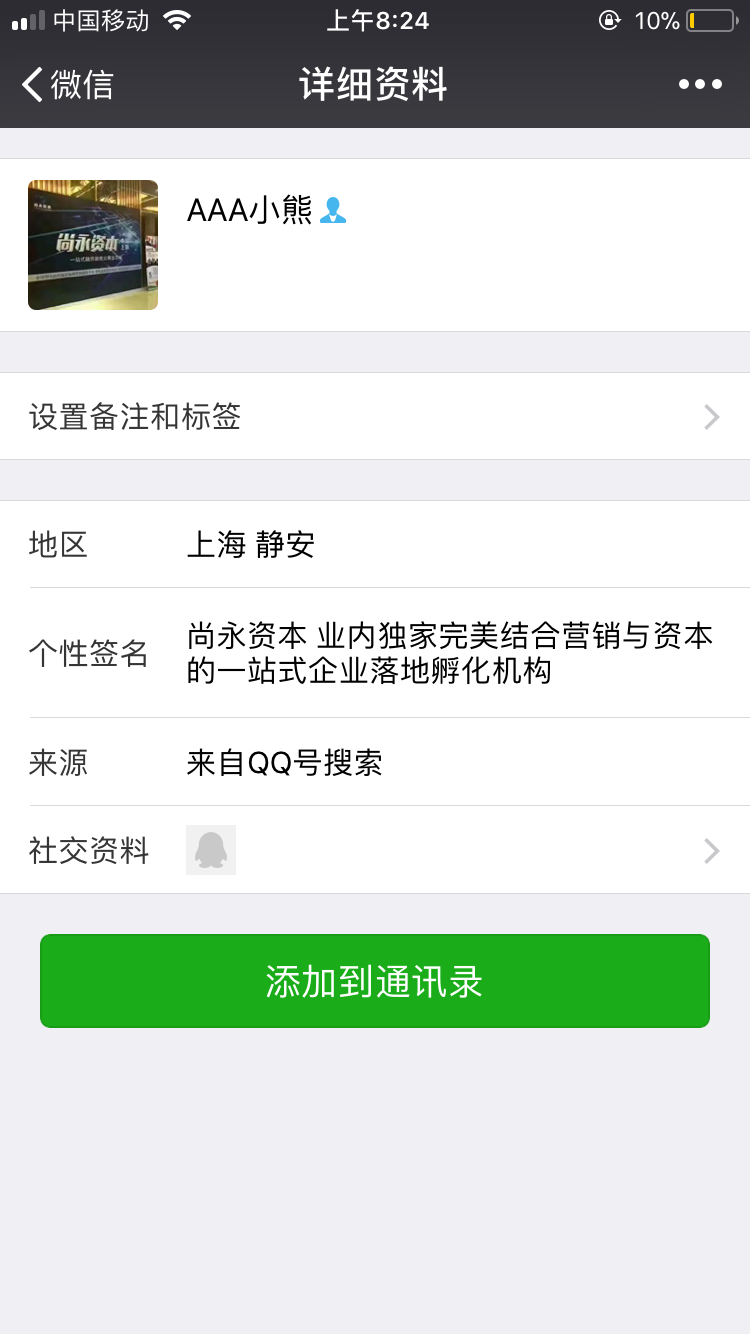 中国移动 上午8:24 10%
微信 详细资料
AAA小熊
尚永资本
设置备注和标签
地区 上海 静安
个性签名 尚永资本 业内独家完美结合营销与资本
的一站式企业落地孵化机构
来源 来自QQ号搜索
社交资料
添加到通讯录